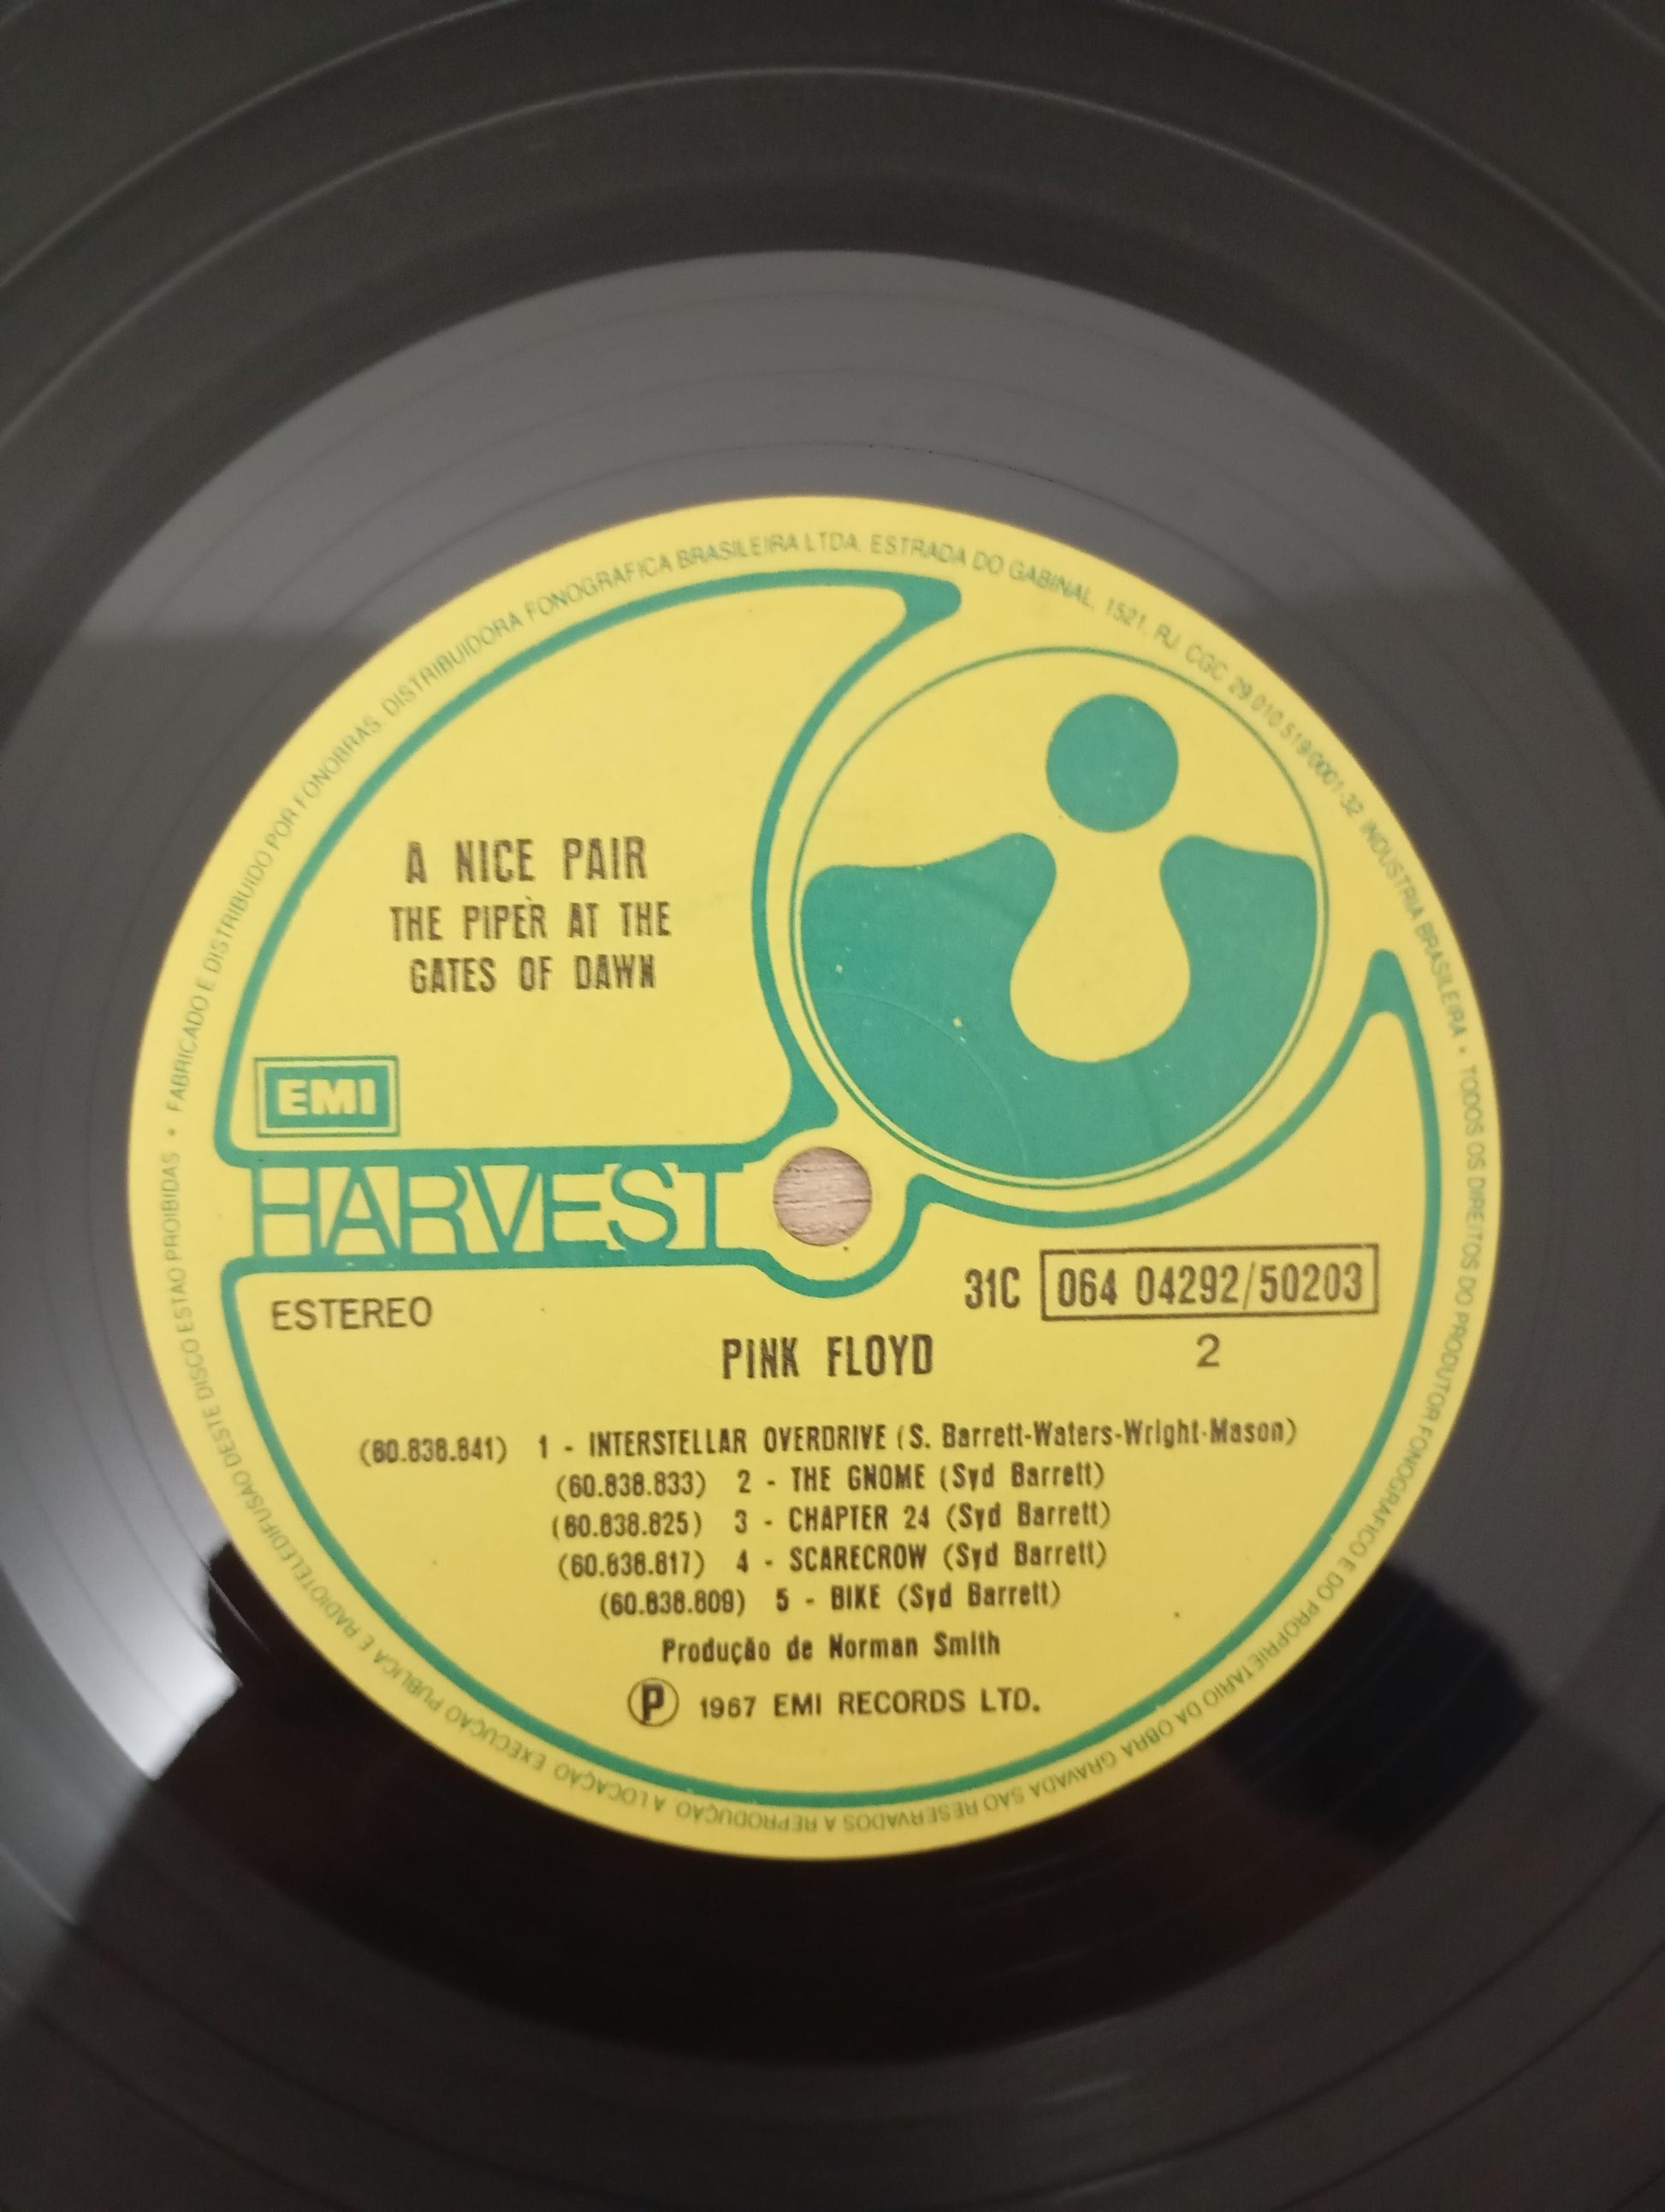 • FABRICADO E DISTRIBUIDO POR FONOBRAS. DISTRIBUIDORA FONOGRAFICA BRASILEIRA LTDA. ESTRADA DO GABINAL, 1521, RJ. CGC 29.010.519/0001-32 INDUSTRIA BRASILEIRA • TODOS OS DIREITOS DO PRODUTOR FONOGRAFICO E DO PROPRIETARIO DA OBRA GRAVADA SÃO RESERVADOS A REPRODUÇÃO A LOCAÇÃO EXECUÇÃO PUBLICA E RADIOTELEDIFUSÃO DESTE DISCO ESTAO PROIBIDAS
A NICE PAIR
THE PIPER AT THE
GATES OF DAWN
EMI
HARVEST
ESTEREO
31C 064 04292/50203
2
PINK FLOYD
(60.838.841) 1 - INTERSTELLAR OVERDRIVE (S. Barrett-Waters-Wright-Mason)
(60.838.833) 2 - THE GNOME (Syd Barrett)
(60.838.825) 3 - CHAPTER 24 (Syd Barrett)
(60.838.817) 4 - SCARECROW (Syd Barrett)
(60.838.809) 5 - BIKE (Syd Barrett)
Produção de Norman Smith
Ⓟ 1967 EMI RECORDS LTD.